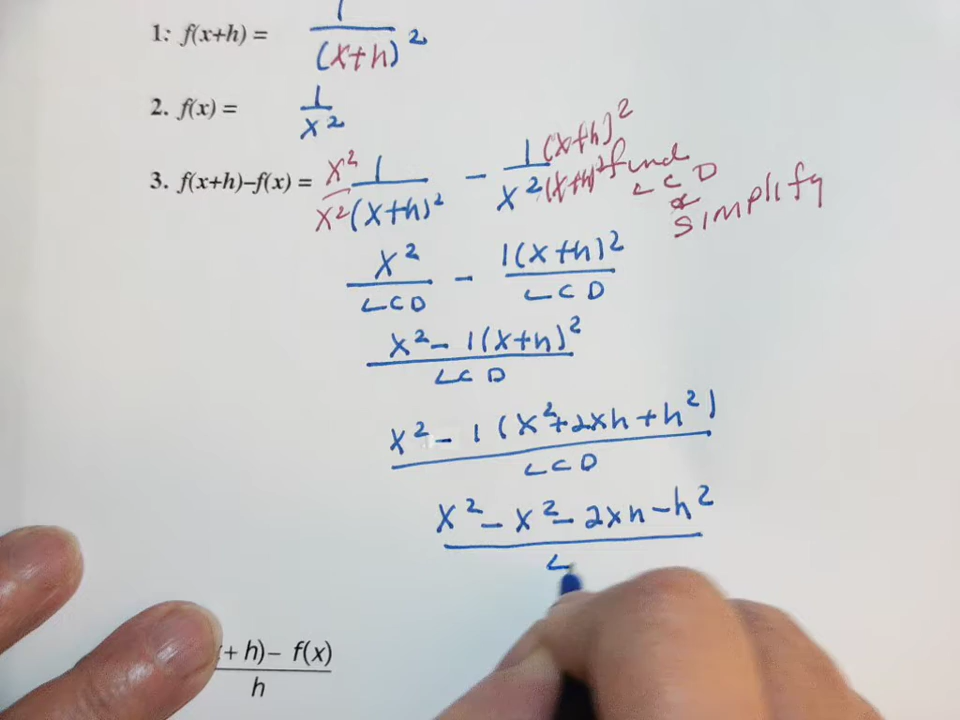 1: f(x+h) = 1/(x+h)²
2. f(x) = 1/x²
3. f(x+h)–f(x) = x²/x² 1/(x+h)² - 1/x² (x+h)²/(x+h)² find
LCD
&
simplify
x²/LCD - 1(x+h)²/LCD
x² - 1(x+h)²
LCD
x² - 1(x²+2xh+h²)
LCD
x² - x² - 2xh - h²
L
+ h) – f(x)
h